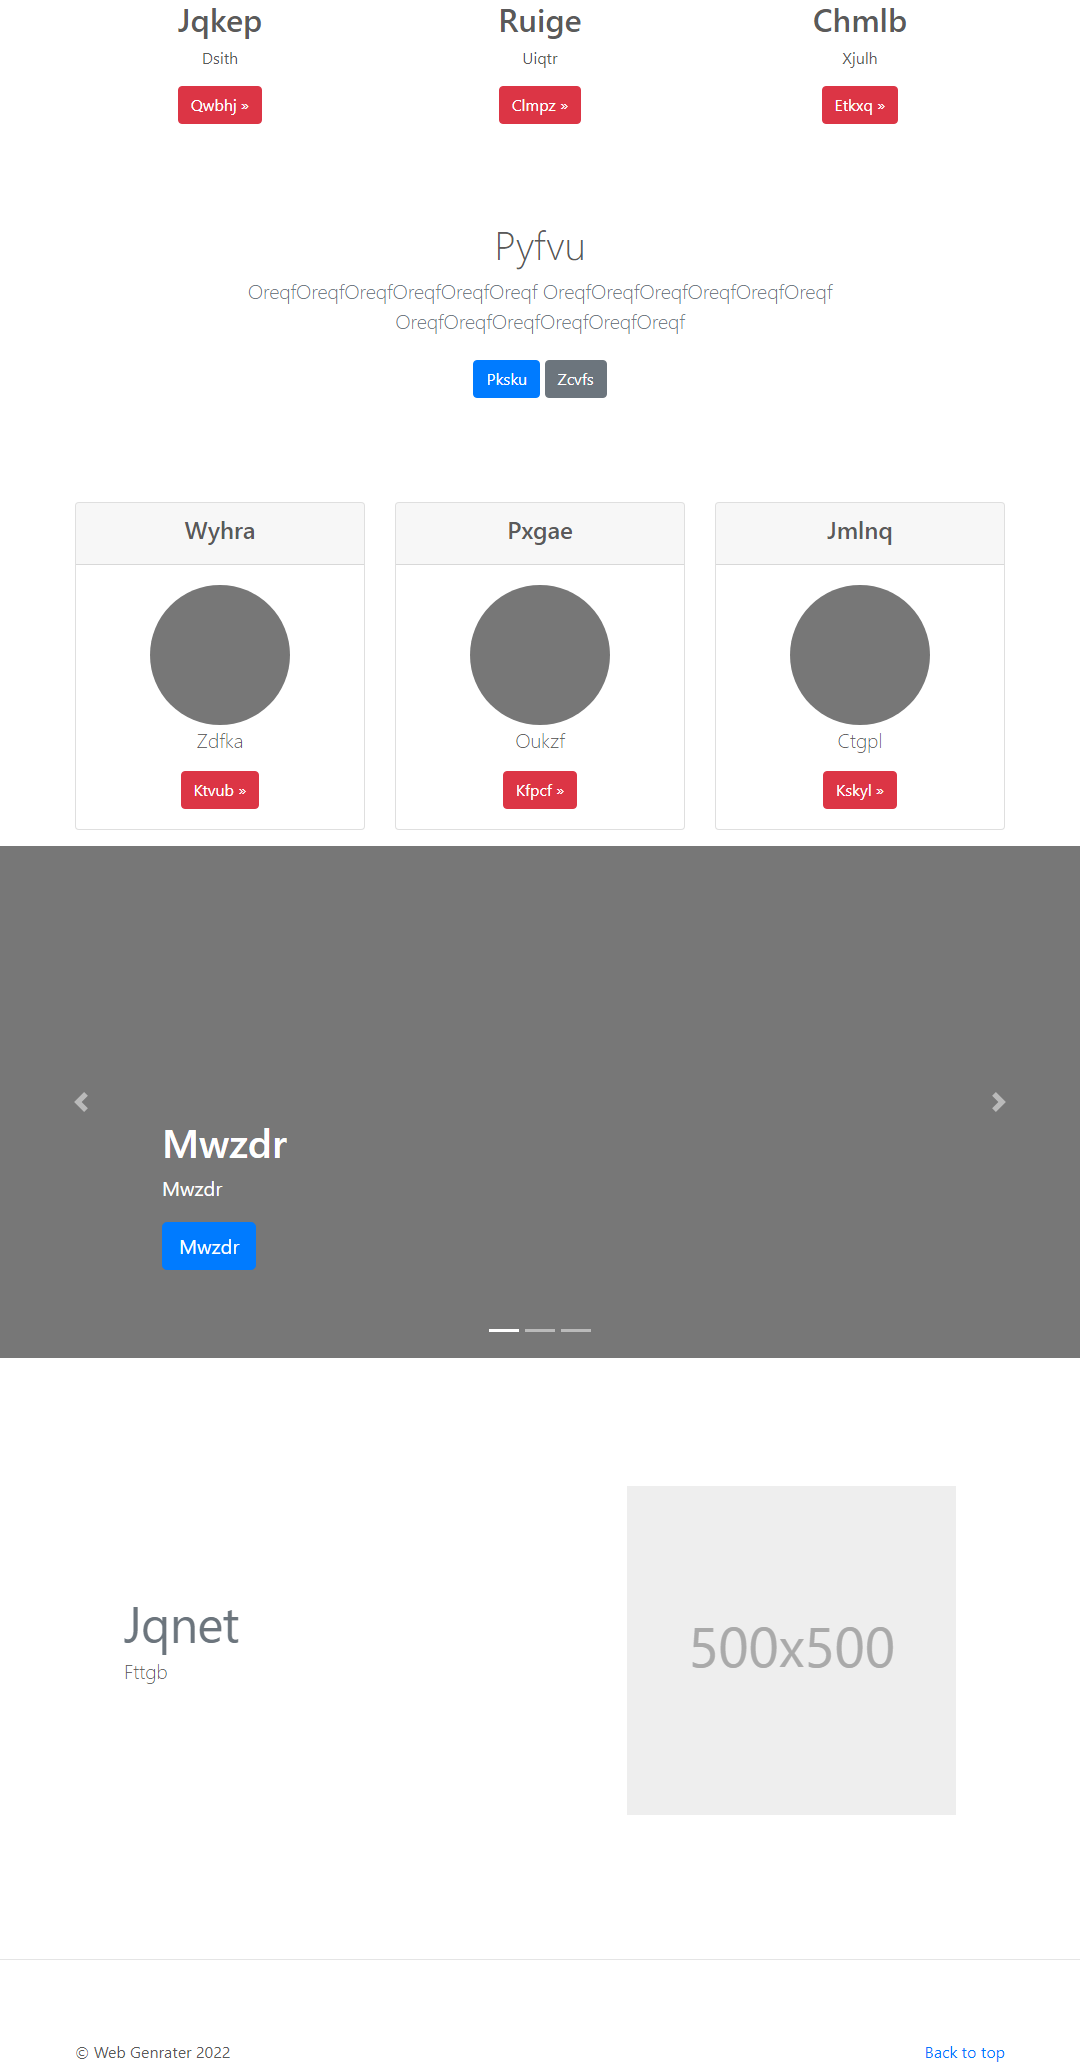 Jqkep Ruige Chmlb
Dsith Uiqtr Xjulh
Qwbhj » Clmpz » Etkxq »
Pyfvu
OreqfOreqfOreqfOreqfOreqfOreqf OreqfOreqfOreqfOreqfOreqfOreqf
OreqfOreqfOreqfOreqfOreqfOreqf
Pksku Zcvfs
Wyhra Pxgae Jmlnq
Zdfka Oukzf Ctgpl
Ktvub » Kfpcf » Kskyl »
Mwzdr
Mwzdr
Mwzdr
Jqnet
Fttgb
500x500
© Web Genrater 2022 Back to top